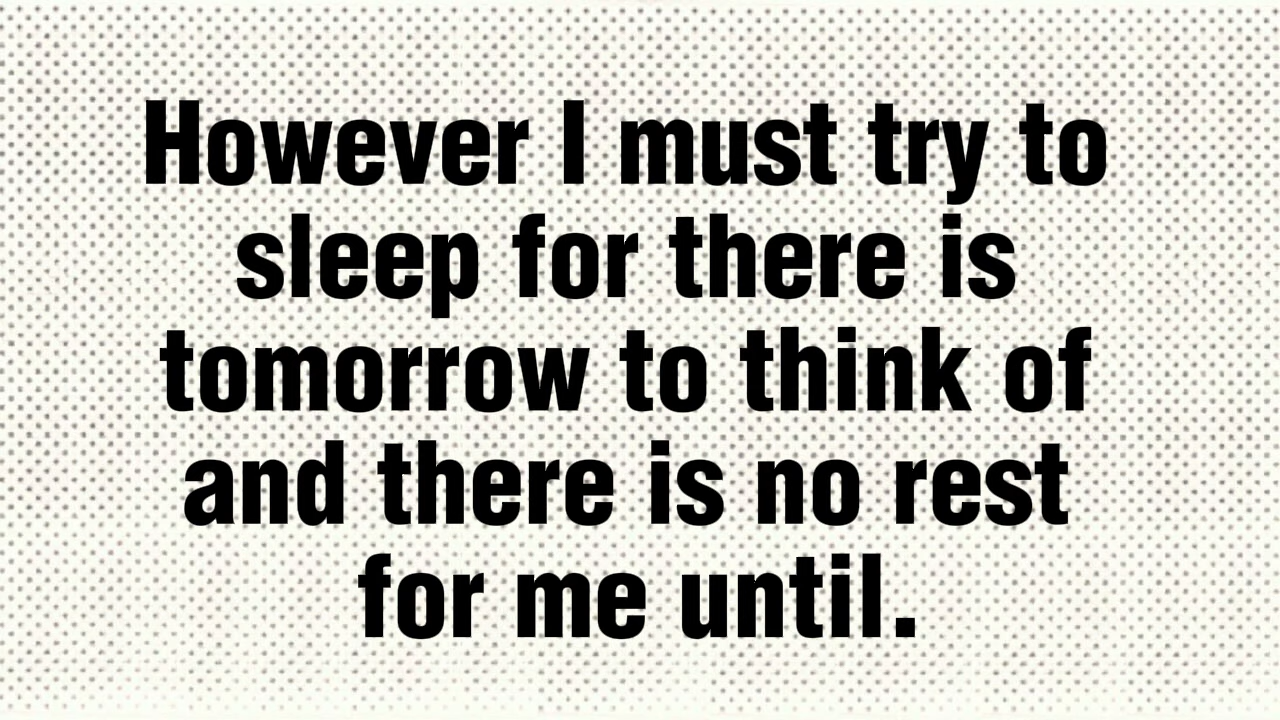 However I must try to
sleep for there is
tomorrow to think of
and there is no rest
for me until.